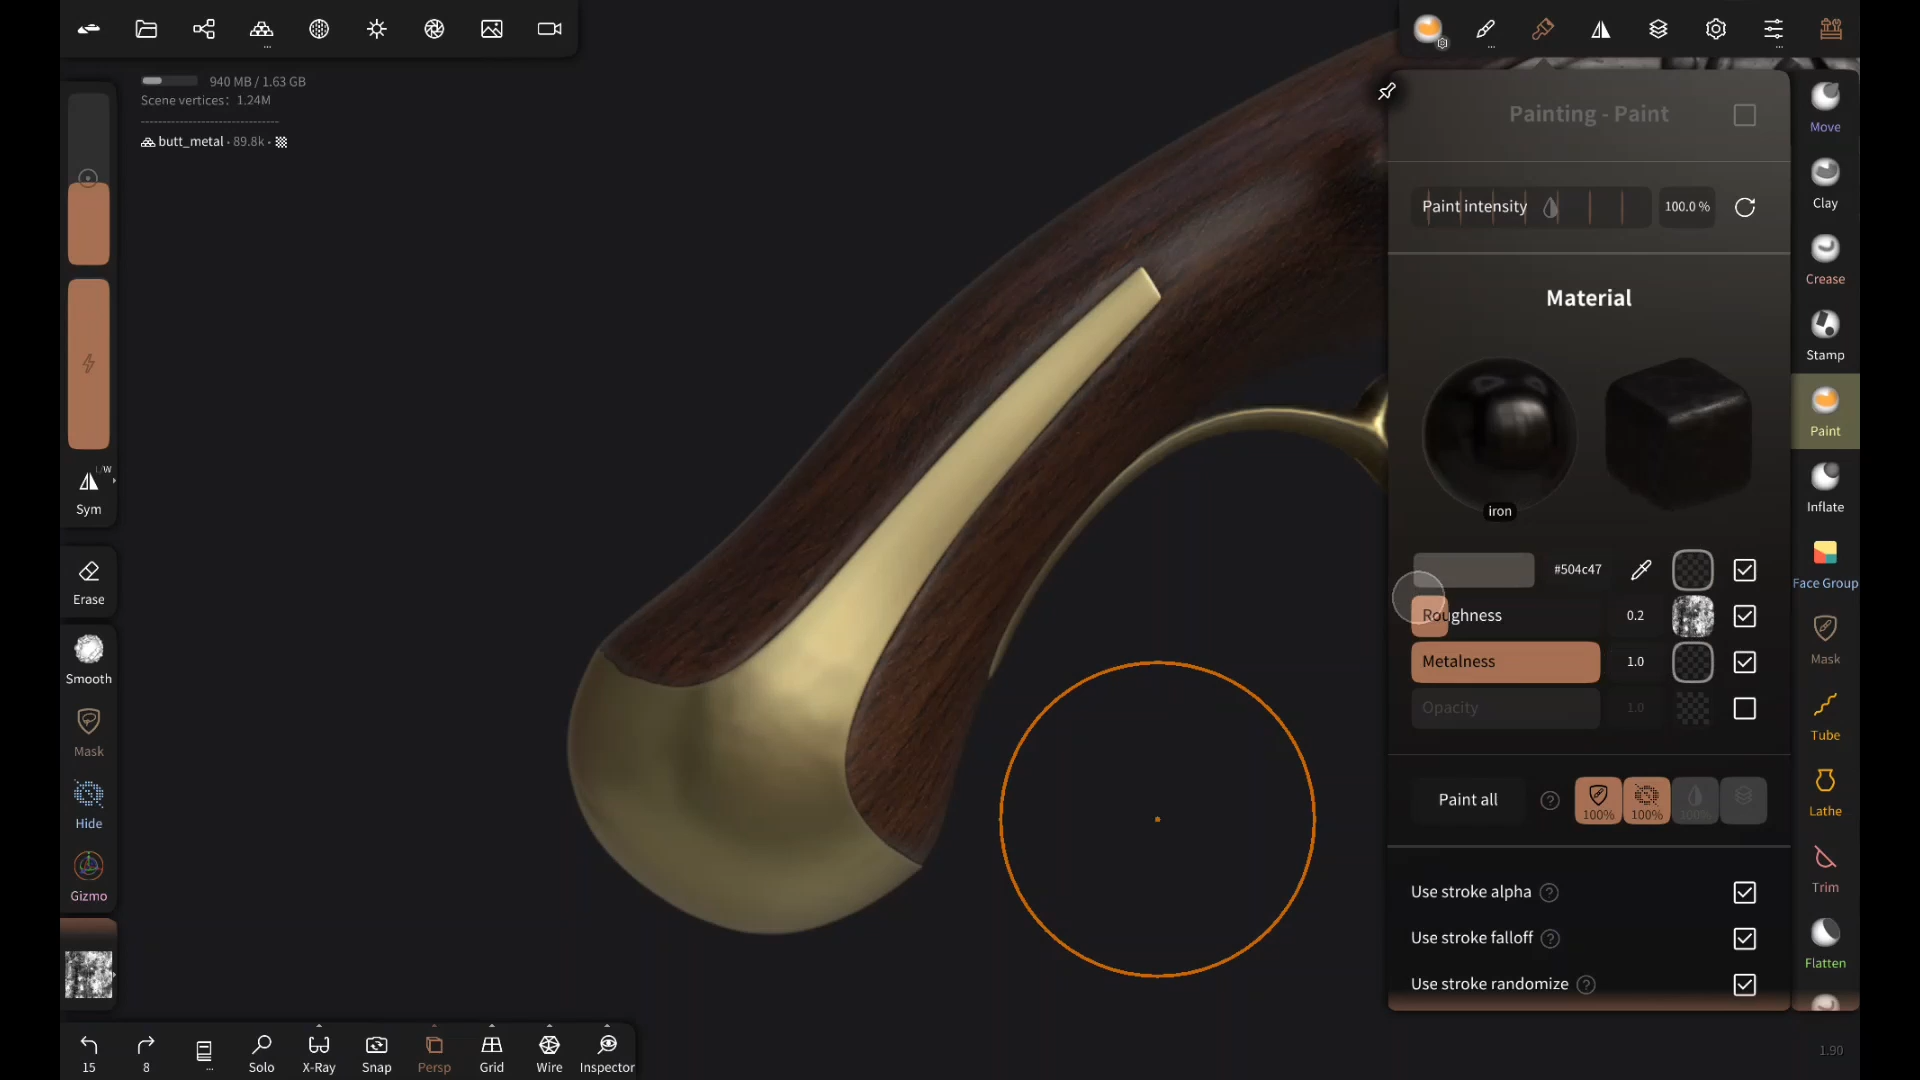 940 MB / 1.63 GB
Scene vertices: 1.24M
butt_metal • 89.8k •
L/W
Sym
Erase
Smooth
Mask
Hide
Gizmo
15
8
...
Solo
X-Ray
Snap
Persp
Grid
Wire
Inspector
Painting - Paint
Paint intensity
100.0 %
Material
iron
#504c47
Roughness
0.2
Metalness
1.0
Opacity
1.0
Paint all
?
100%
100%
100%
Use stroke alpha ?
Use stroke falloff ?
Use stroke randomize ?
Move
Clay
Crease
Stamp
Paint
Inflate
Face Group
Mask
Tube
Lathe
Trim
Flatten
1.90